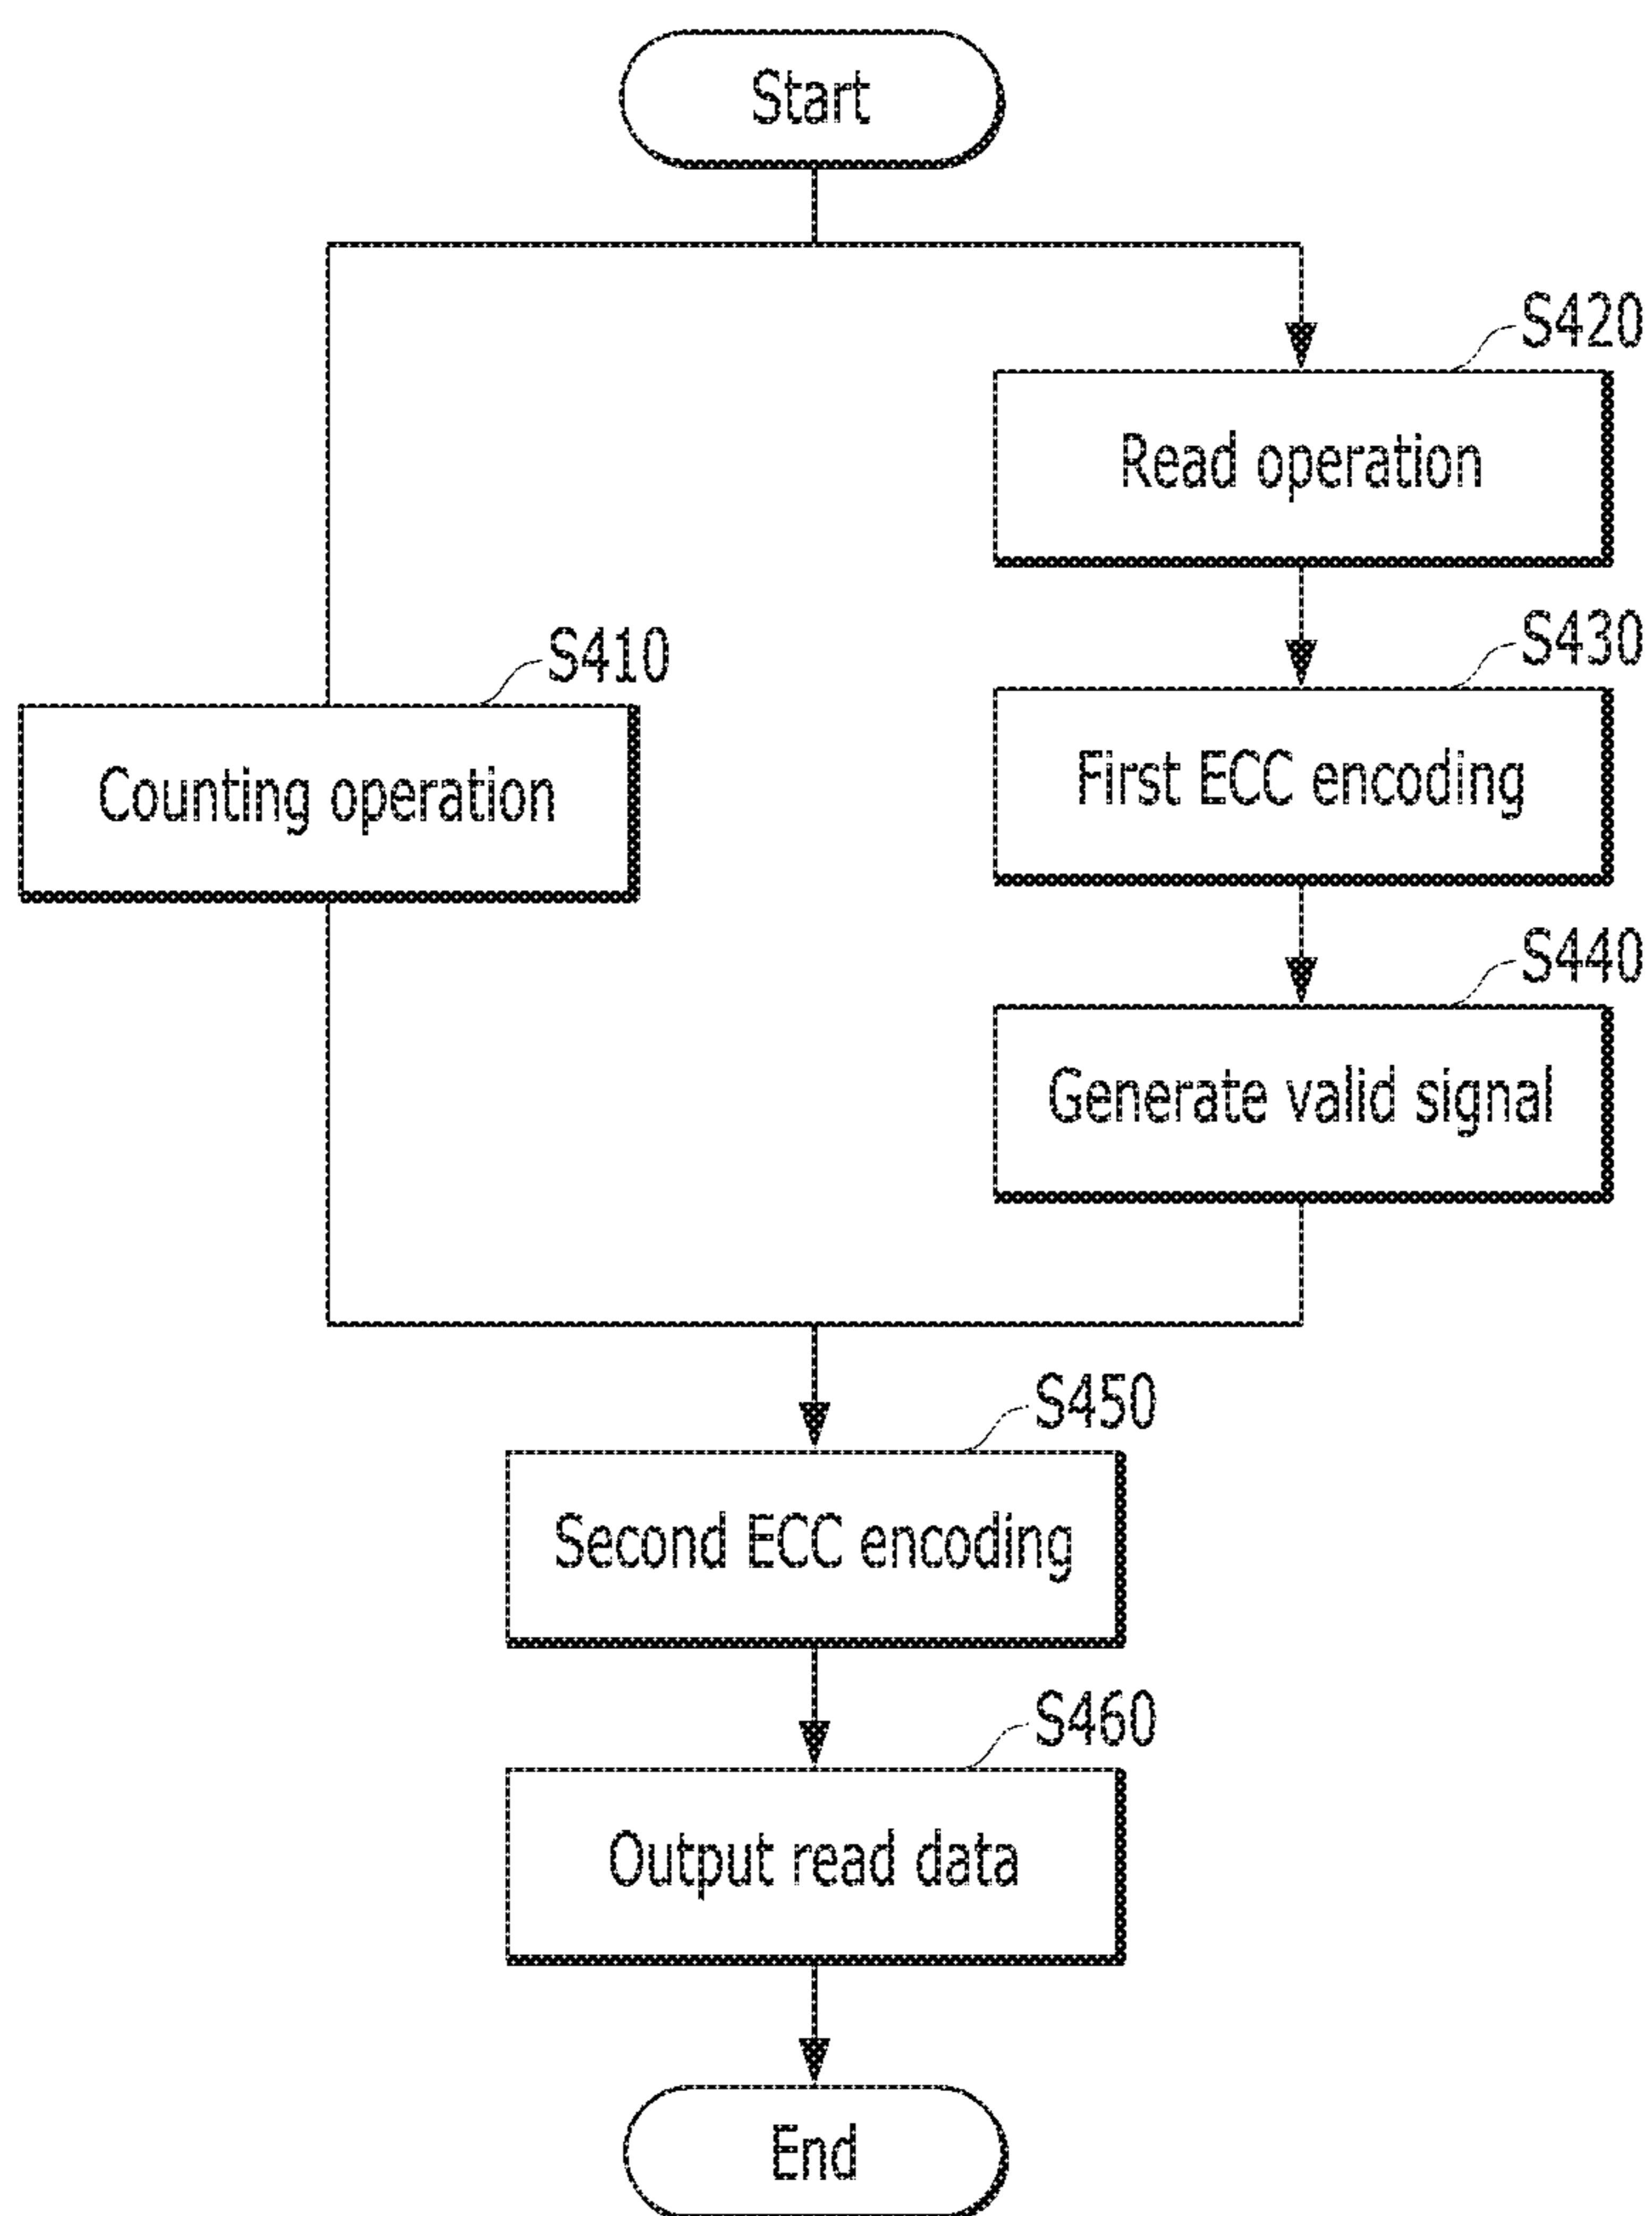 Start
S420
Read operation
S430
First ECC encoding
S410
Counting operation
S440
Generate valid signal
S450
Second ECC encoding
S460
Output read data
End